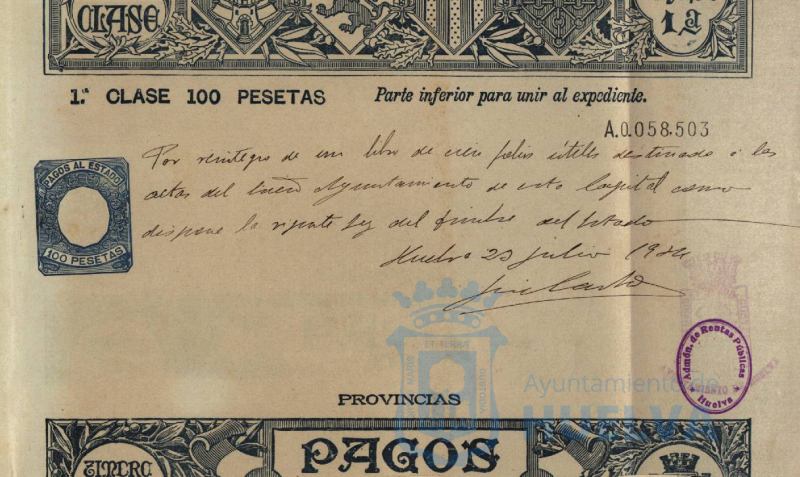 CLASE
1.ª
1.ª CLASE 100 PESETAS
Parte inferior para unir al expediente.
A.0.058.503
PAGOS AL ESTADO
100 PESETAS
Por reintegro de un libro de cien folios útiles destinado á las
actas del Excmo Ayuntamiento de esta Capital como
dispone la vigente ley del timbre del Estado
Huelva 23 julio 1924
Admón. de Rentas Públicas
Huelva
Ayuntamiento de
HUELVA
PROVINCIAS
TIMBRE
PAGOS